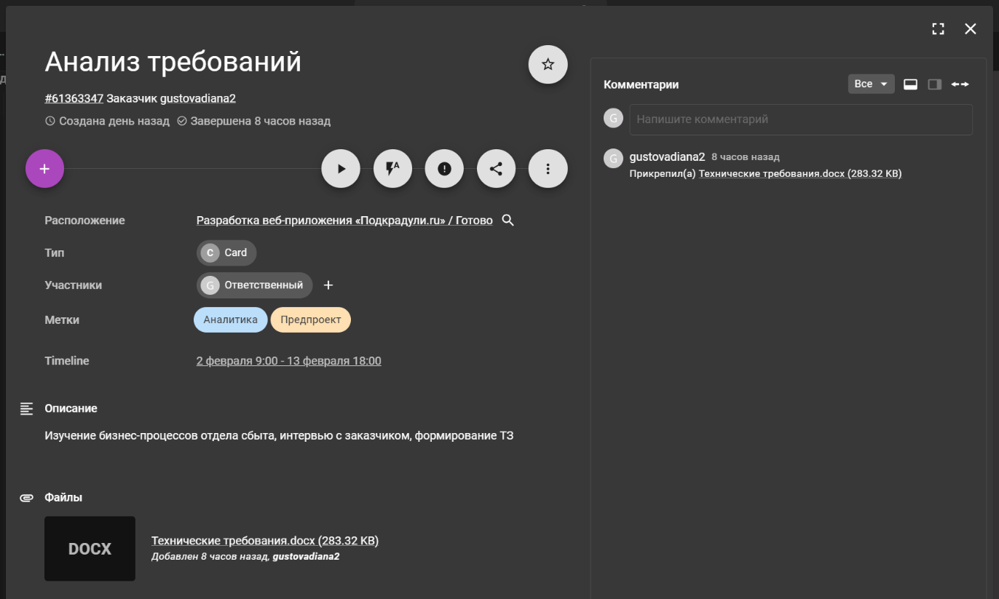 Анализ требований
#61363347 Заказчик gustovadiana2
Создана день назад Завершена 8 часов назад
Расположение Разработка веб-приложения «Подкрадули.ru» / Готово
Тип C Card
Участники G Ответственный
Метки Аналитика Предпроект
Timeline 2 февраля 9:00 - 13 февраля 18:00
Описание
Изучение бизнес-процессов отдела сбыта, интервью с заказчиком, формирование ТЗ
Файлы
DOCX
Технические требования.docx (283.32 KB)
Добавлен 8 часов назад, gustovadiana2
Комментарии Все
G Напишите комментарий
G gustovadiana2 8 часов назад
Прикрепил(а) Технические требования.docx (283.32 KB)